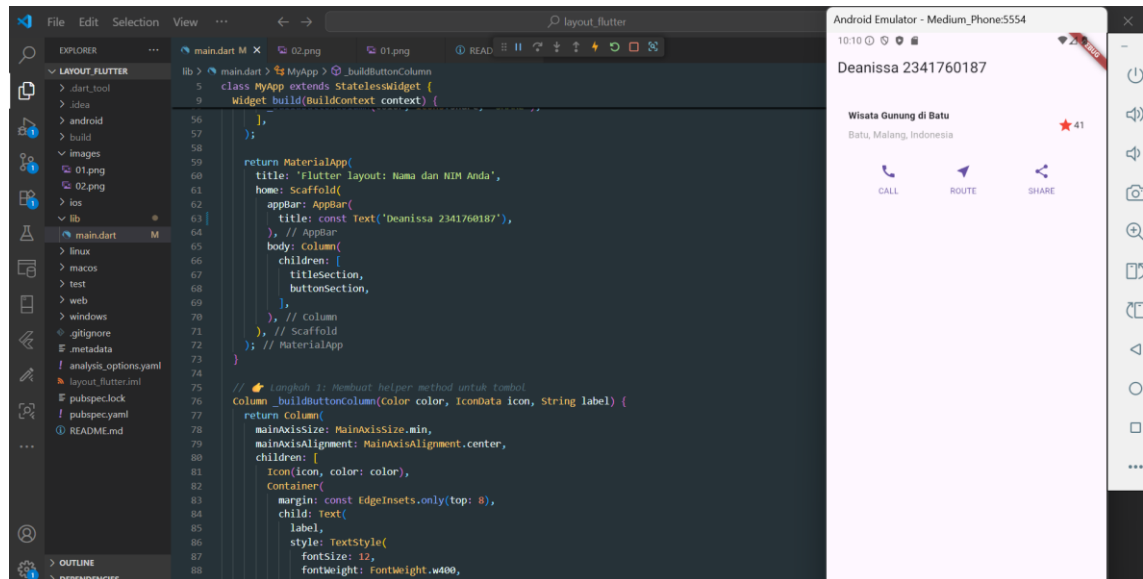 File Edit Selection View ···
layout_flutter
Android Emulator - Medium_Phone:5554
EXPLORER ···
main.dart M
02.png
01.png
READ
LAYOUT_FLUTTER
.dart_tool
.idea
android
build
images
01.png
02.png
ios
lib
main.dart M
linux
macos
test
web
windows
.gitignore
.metadata
analysis_options.yaml
layout_flutter.iml
pubspec.lock
pubspec.yaml
README.md
OUTLINE
DEPENDENCIES
lib > main.dart > MyApp > _buildButtonColumn
5 class MyApp extends StatelessWidget {
9 Widget build(BuildContext context) {
56 ],
57 );
58
59 return MaterialApp(
60 title: 'Flutter layout: Nama dan NIM Anda',
61 home: Scaffold(
62 appBar: AppBar(
63 title: const Text('Deanissa 2341760187'),
64 ), // AppBar
65 body: Column(
66 children: [
67 titleSection,
68 buttonSection,
69 ],
70 ), // Column
71 ), // Scaffold
72 ); // MaterialApp
73 }
74
75 // 👉 Langkah 1: Membuat helper method untuk tombol
76 Column _buildButtonColumn(Color color, IconData icon, String label) {
77 return Column(
78 mainAxisSize: MainAxisSize.min,
79 mainAxisAlignment: MainAxisAlignment.center,
80 children: [
81 Icon(icon, color: color),
82 Container(
83 margin: const EdgeInsets.only(top: 8),
84 child: Text(
85 label,
86 style: TextStyle(
87 fontSize: 12,
88 fontWeight: FontWeight.w400,
10:10
Deanissa 2341760187
Wisata Gunung di Batu
Batu, Malang, Indonesia
41
CALL ROUTE SHARE